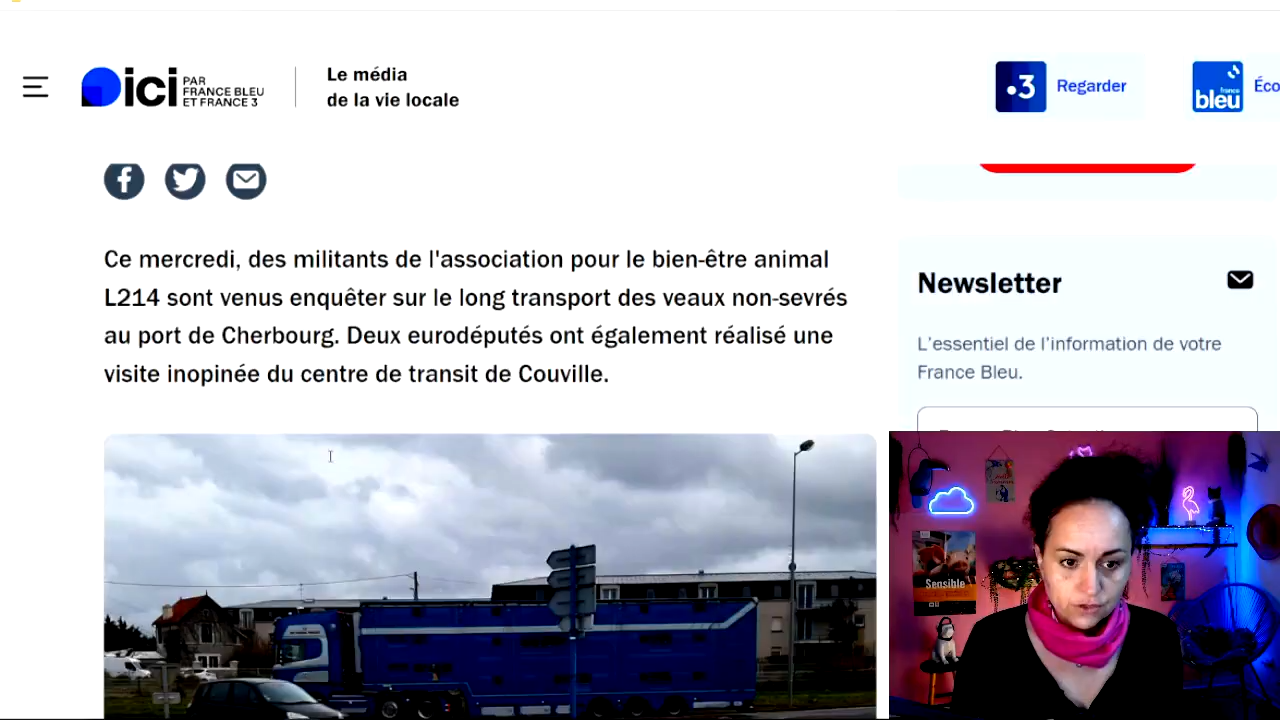 ici
PAR
FRANCE BLEU
ET FRANCE 3
Le média
de la vie locale
.3
Regarder
france
bleu
Éco
Ce mercredi, des militants de l'association pour le bien-être animal
L214 sont venus enquêter sur le long transport des veaux non-sevrés
au port de Cherbourg. Deux eurodéputés ont également réalisé une
visite inopinée du centre de transit de Couville.
Newsletter
L'essentiel de l'information de votre
France Bleu.
Sensible